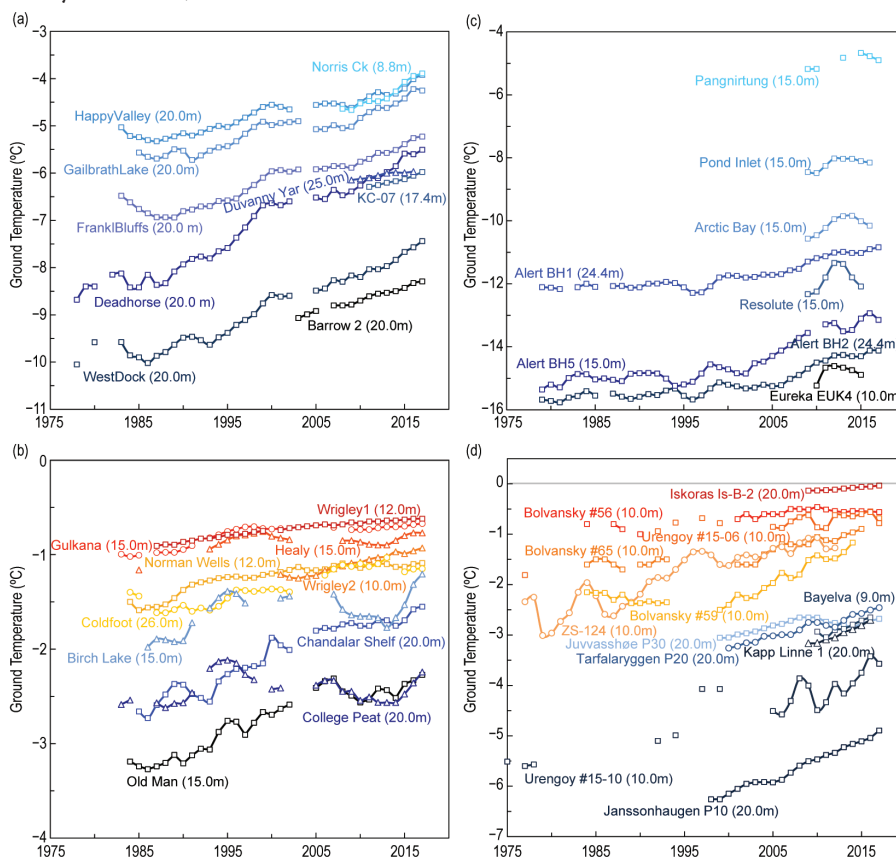 (a)
−3
−4
−5
−6
−7
−8
−9
−10
−11
Ground Temperature (ºC)
Norris Ck (8.8m)
HappyValley (20.0m)
GailbrathLake (20.0m)
Duvanny Yar (25.0m)
KC-07 (17.4m)
FranklBluffs (20.0 m)
Deadhorse (20.0 m)
Barrow 2 (20.0m)
WestDock (20.0m)
1975 1985 1995 2005 2015
(c)
−4
−6
−8
−10
−12
−14
−16
Ground Temperature (ºC)
Pangnirtung (15.0m)
Pond Inlet (15.0m)
Arctic Bay (15.0m)
Alert BH1 (24.4m)
Resolute (15.0m)
Alert BH2 (24.4m
Alert BH5 (15.0m)
Eureka EUK4 (10.0m)
1975 1985 1995 2005 2015
(b)
0
−1
−2
−3
−4
Ground Temperature (ºC)
Wrigley1 (12.0m)
Gulkana (15.0m)
Healy (15.0m)
Norman Wells (12.0m)
Wrigley2 (10.0m)
Coldfoot (26.0m)
Chandalar Shelf (20.0m)
Birch Lake (15.0m)
College Peat (20.0m)
Old Man (15.0m)
1975 1985 1995 2005 2015
(d)
0
−1
−2
−3
−4
−5
−6
−7
Ground Temperature (ºC)
Iskoras Is-B-2 (20.0m)
Bolvansky #56 (10.0m)
Urengoy #15-06 (10.0m)
Bolvansky #65 (10.0m)
Bayelva (9.0m)
Bolvansky #59 (10.0m)
ZS-124 (10.0m)
Juvvasshøe P30 (20.0m)
Kapp Linne 1 (20.0m)
Tarfalaryggen P20 (20.0m)
Urengoy #15-10 (10.0m)
Janssonhaugen P10 (20.0m)
1975 1985 1995 2005 2015